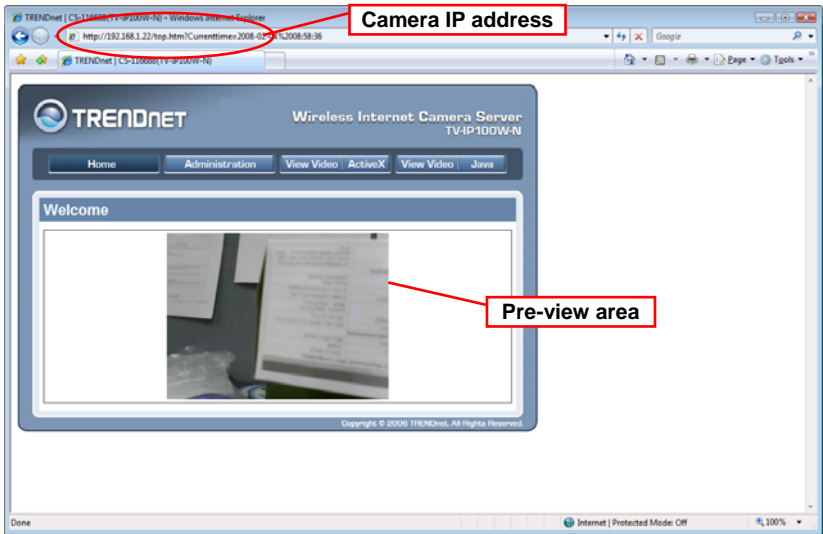 TRENDnet | CS-116688(TV-IP100W-N) - Windows Internet Explorer
Camera IP address
http://192.168.1.22/top.htm?Currenttime=2008-02-
%2008:58:36
Google
TRENDnet | CS-116688(TV-IP100W-N)
Page
Tools
TRENDnet
Wireless Internet Camera Server
TV-IP100W-N
Home
Administration
View Video | ActiveX
View Video | Java
Welcome
Pre-view area
Copyright © 2006 TRENDnet. All Rights Reserved.
Done
Internet | Protected Mode: Off
100%